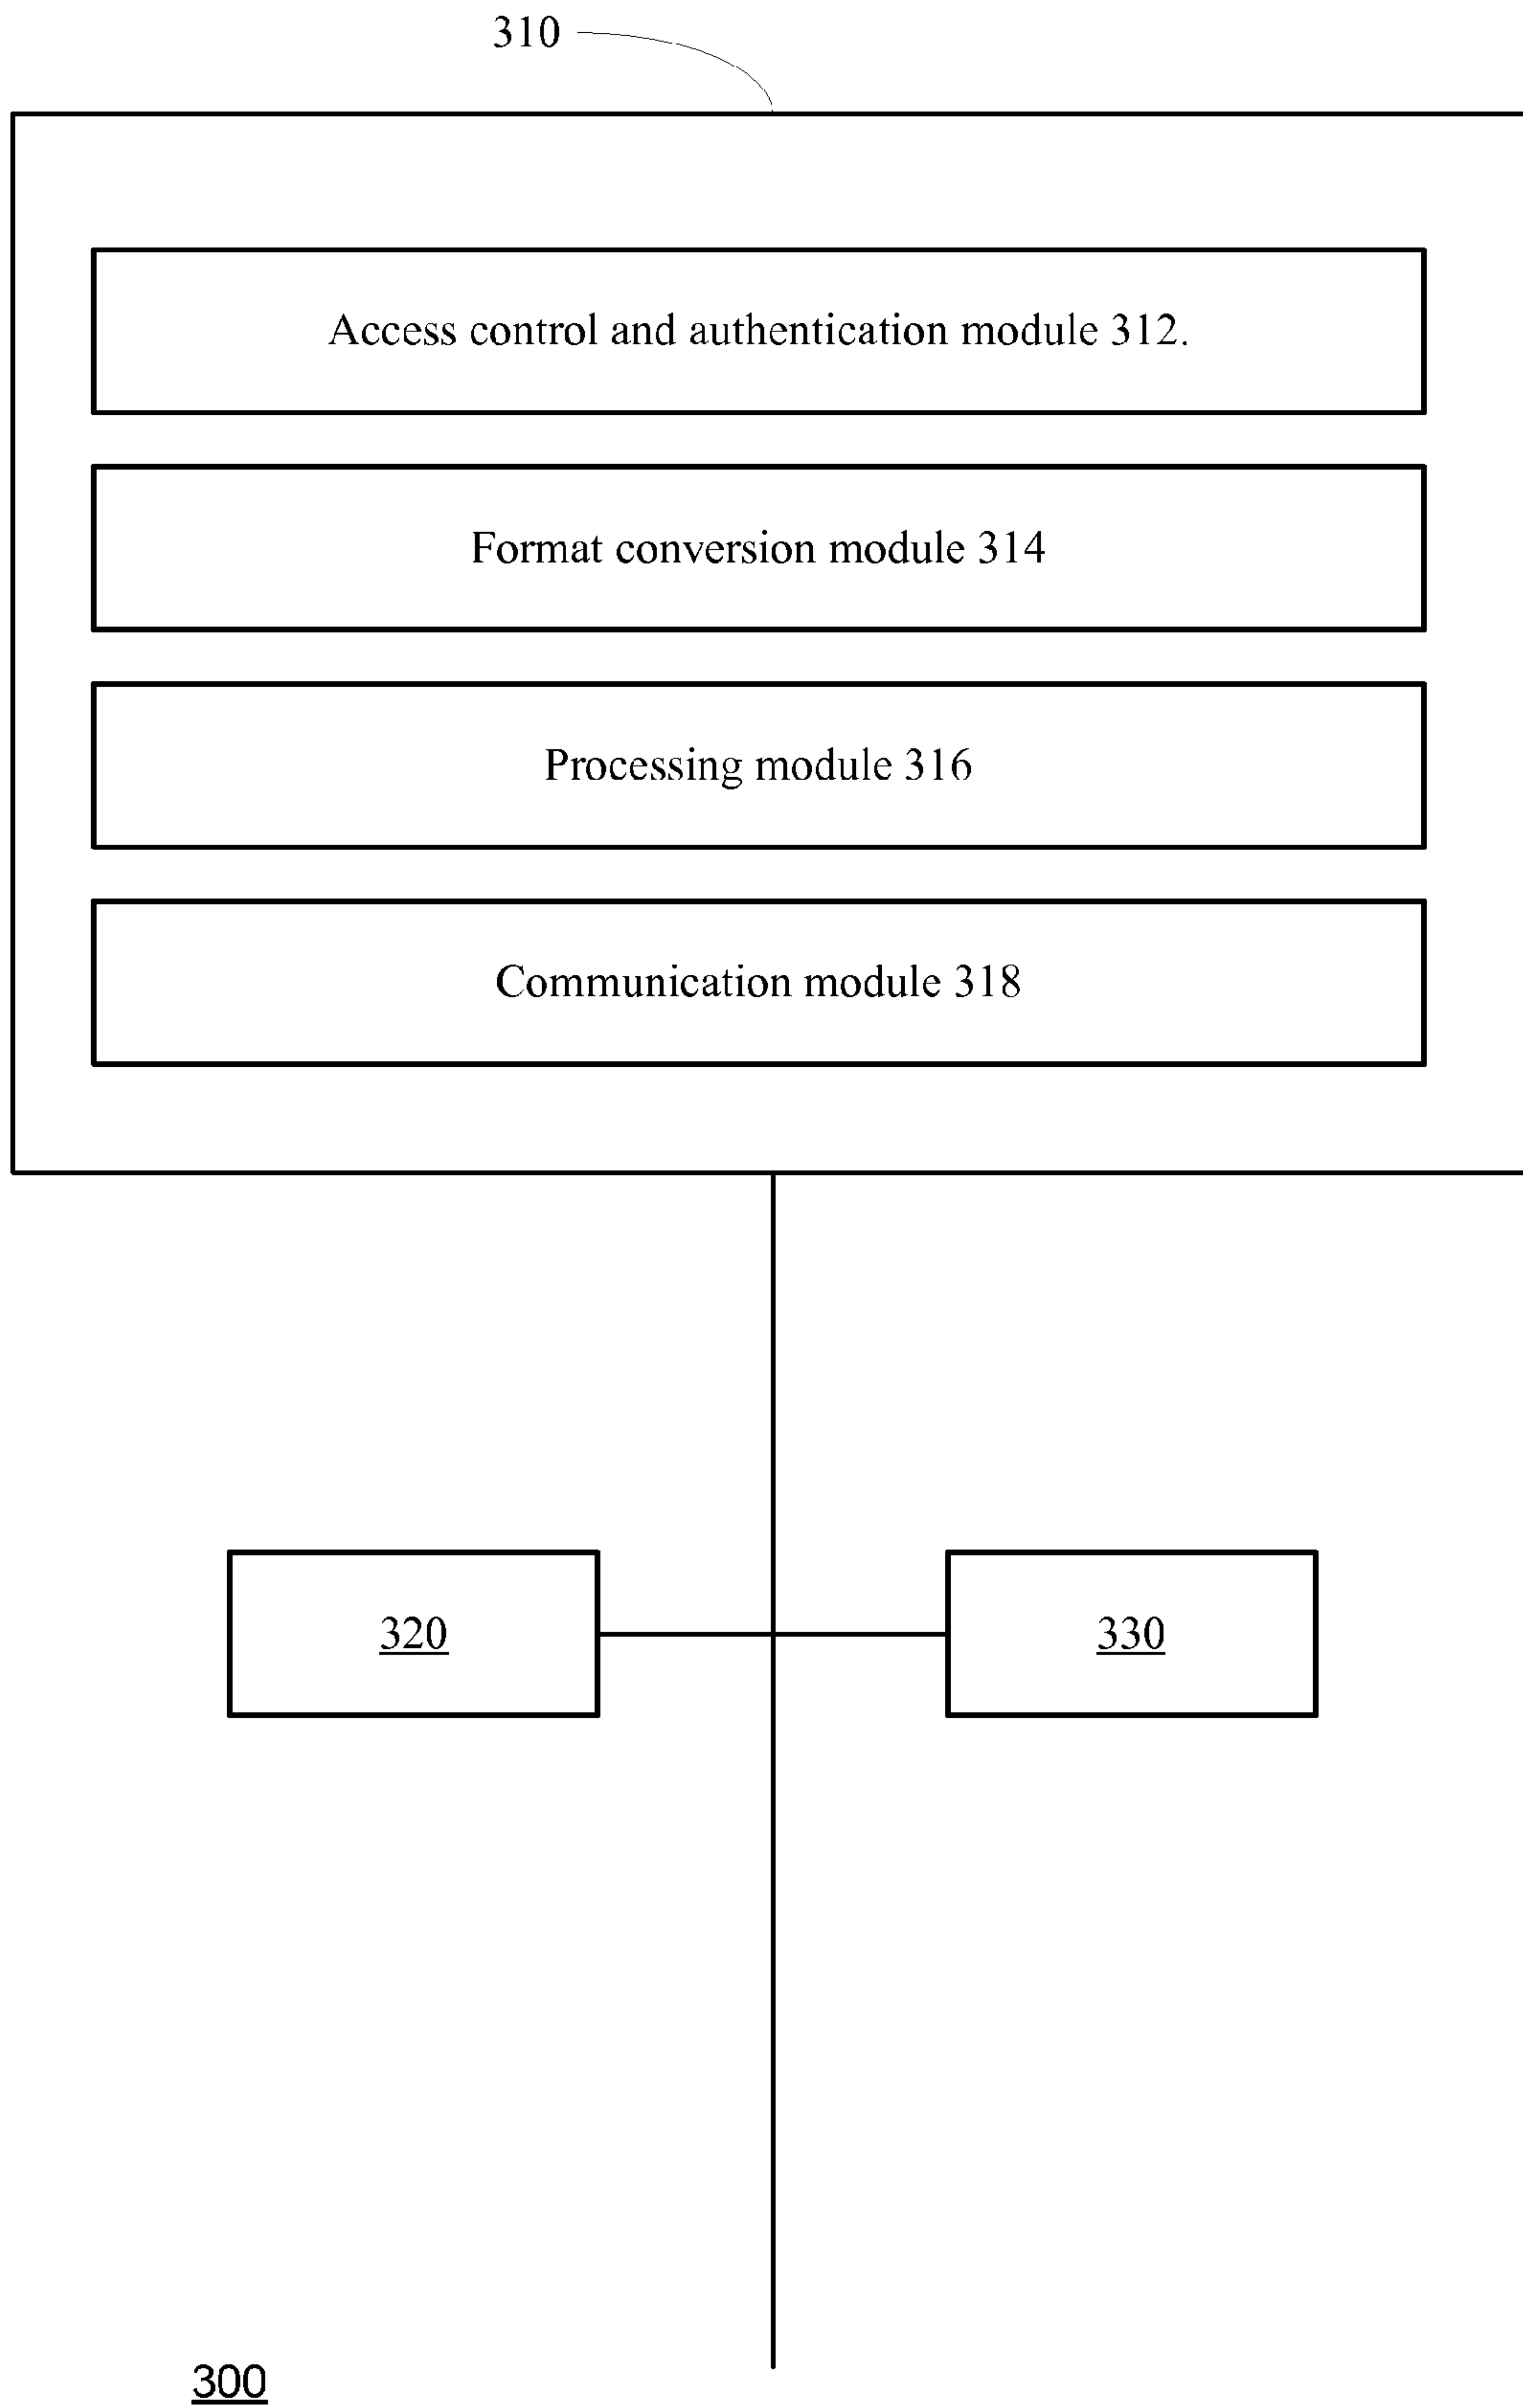 310
Access control and authentication module 312.
Format conversion module 314
Processing module 316
Communication module 318
320
330
300